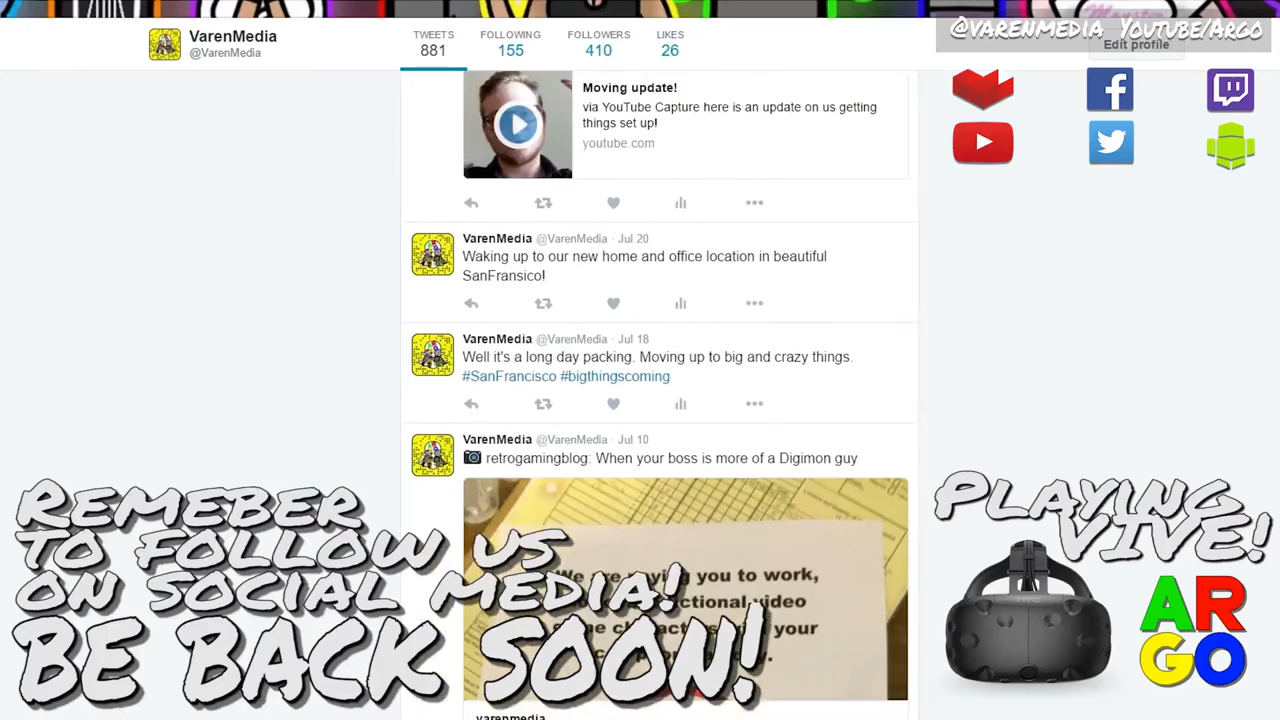 VarenMedia
@VarenMedia
TWEETS
881
FOLLOWING
155
FOLLOWERS
410
LIKES
26
@VARENMEDIA YOUTUBE/ARGO
Edit profile
Moving update!
via YouTube Capture here is an update on us getting
things set up!
youtube.com
VarenMedia @VarenMedia · Jul 20
Waking up to our new home and office location in beautiful
SanFransico!
VarenMedia @VarenMedia · Jul 18
Well it's a long day packing. Moving up to big and crazy things.
#SanFrancisco #bigthingscoming
VarenMedia @VarenMedia · Jul 10
retrogamingblog: When your boss is more of a Digimon guy
you to work,
video
your
varenmedia
REMEBER
TO FOLLOW US
ON SOCIAL MEDIA!
BE BACK SOON!
PLAYING
VIVE!
AR
GO